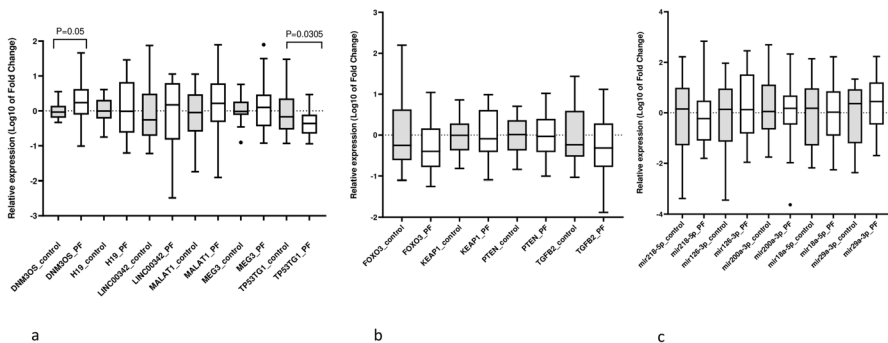 P=0.05
P=0.0305
Relative expression (Log10 of Fold Change)
2
1
0
-1
-2
-3
DNM3OS_control
DNM3OS_PF
H19_control
H19_PF
LINC00342_control
LINC00342_PF
MALAT1_control
MALAT1_PF
MEG3_control
MEG3_PF
TP53TG1_control
TP53TG1_PF
a
Relative expression (Log10 of Fold Change)
3
2
1
0
-1
-2
FOXO3_control
FOXO3_PF
KEAP1_control
KEAP1_PF
PTEN_control
PTEN_PF
TGFB2_control
TGFB2_PF
b
Relative expression (Log10 of Fold Change)
4
2
0
-2
-4
mir218-5p_control
mir218-5p_PF
mir126-3p_control
mir126-3p_PF
mir200a-3p_control
mir200a-3p_PF
mir18a-5p_control
mir18a-5p_PF
mir29a-3p_control
mir29a-3p_PF
c